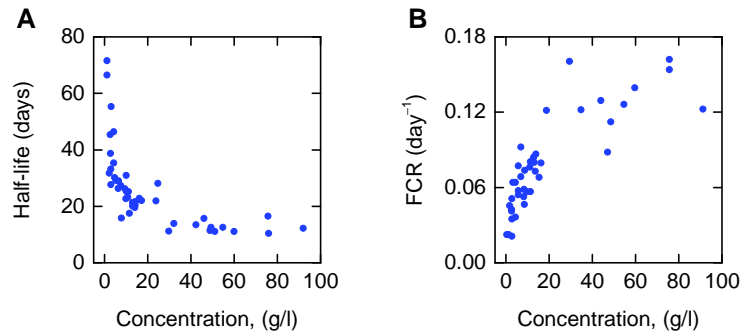 A
Half-life (days)
80
60
40
20
0
0 20 40 60 80 100
Concentration, (g/l)
B
FCR (day⁻¹)
0.18
0.12
0.06
0.00
0 20 40 60 80 100
Concentration, (g/l)